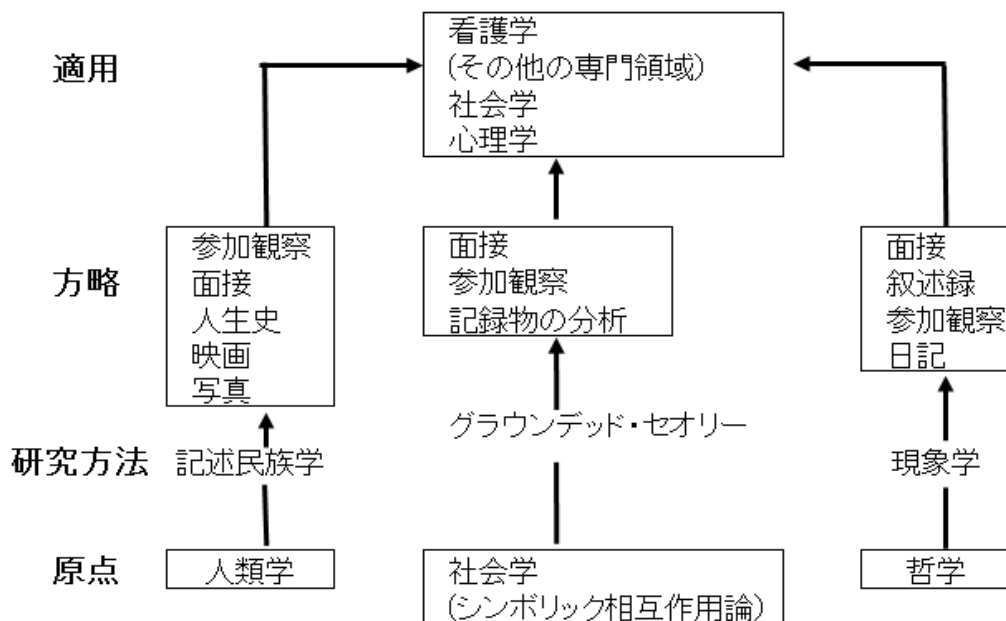 適用
看護学
(その他の専門領域)
社会学
心理学
方略
参加観察
面接
人生史
映画
写真
面接
参加観察
記録物の分析
面接
叙述録
参加観察
日記
研究方法
記述民族学
グラウンデッド・セオリー
現象学
原点
人類学
社会学
(シンボリック相互作用論)
哲学